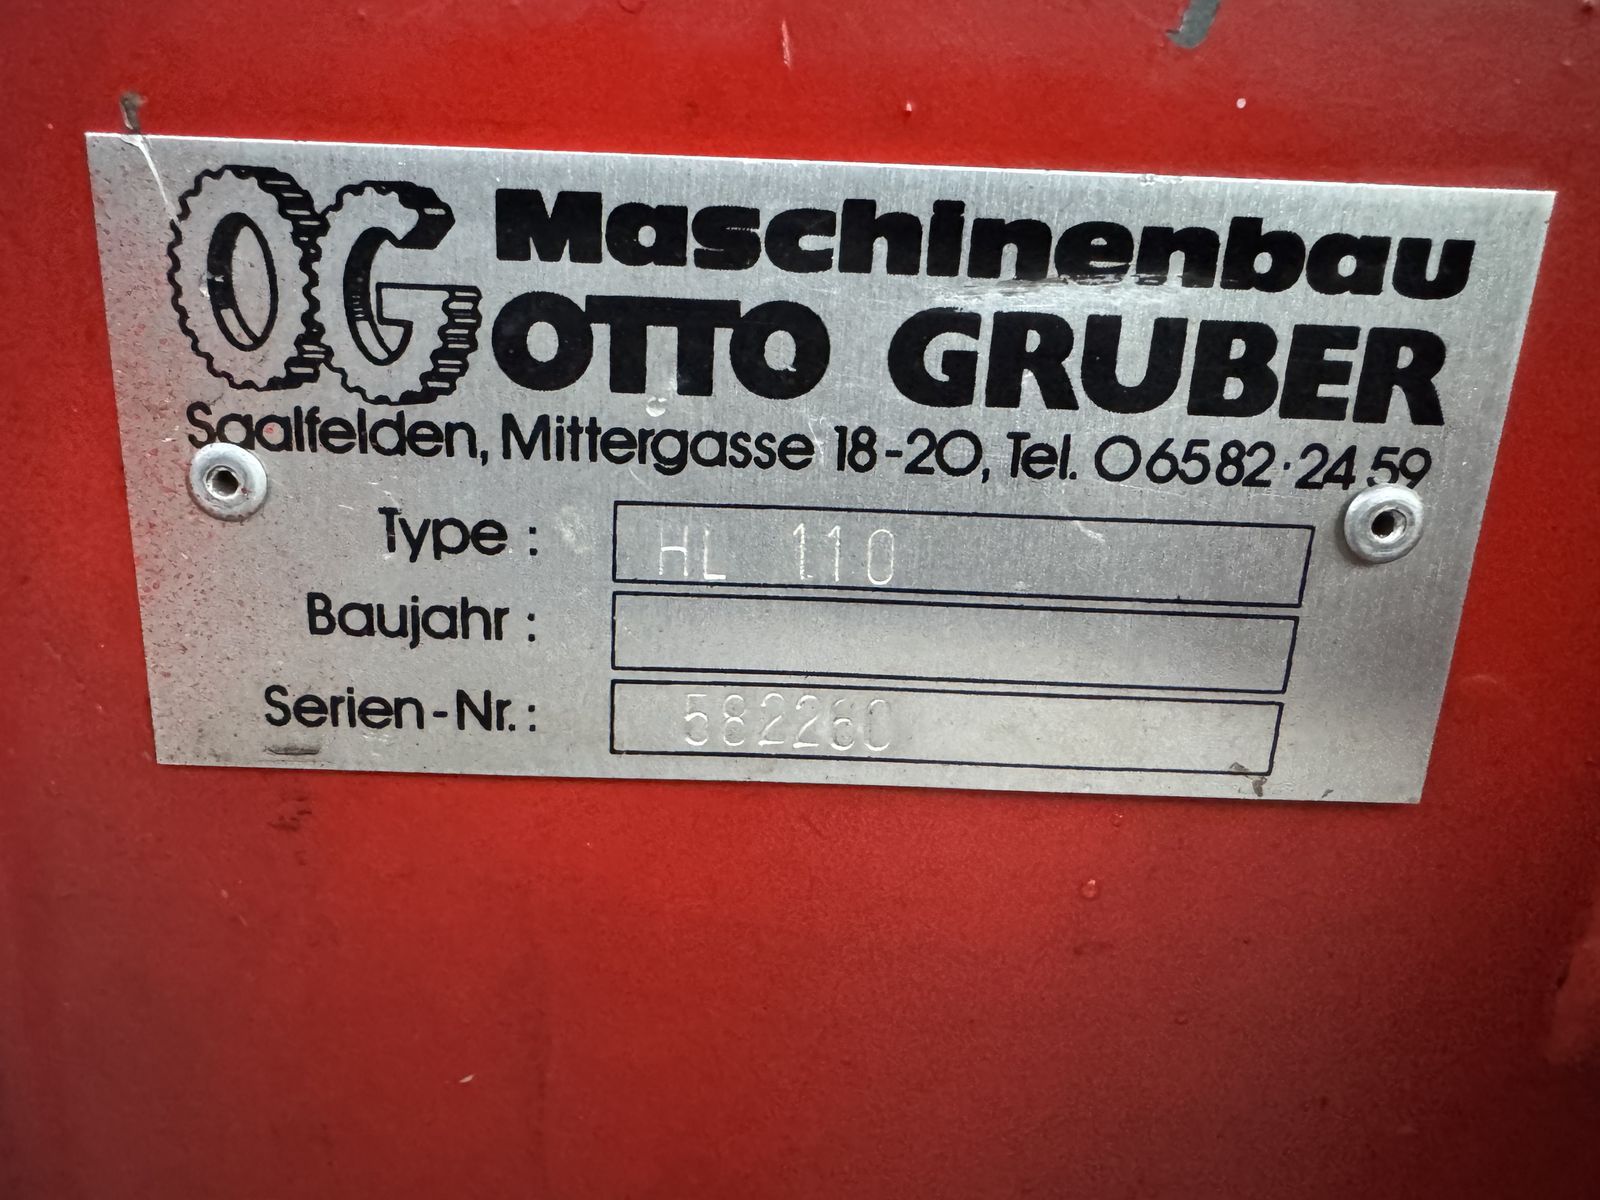 OG Maschinenbau
OTTO GRUBER
Saalfelden, Mittergasse 18-20, Tel. 06582·2459
Type: HL 110
Baujahr:
Serien-Nr.: 582260